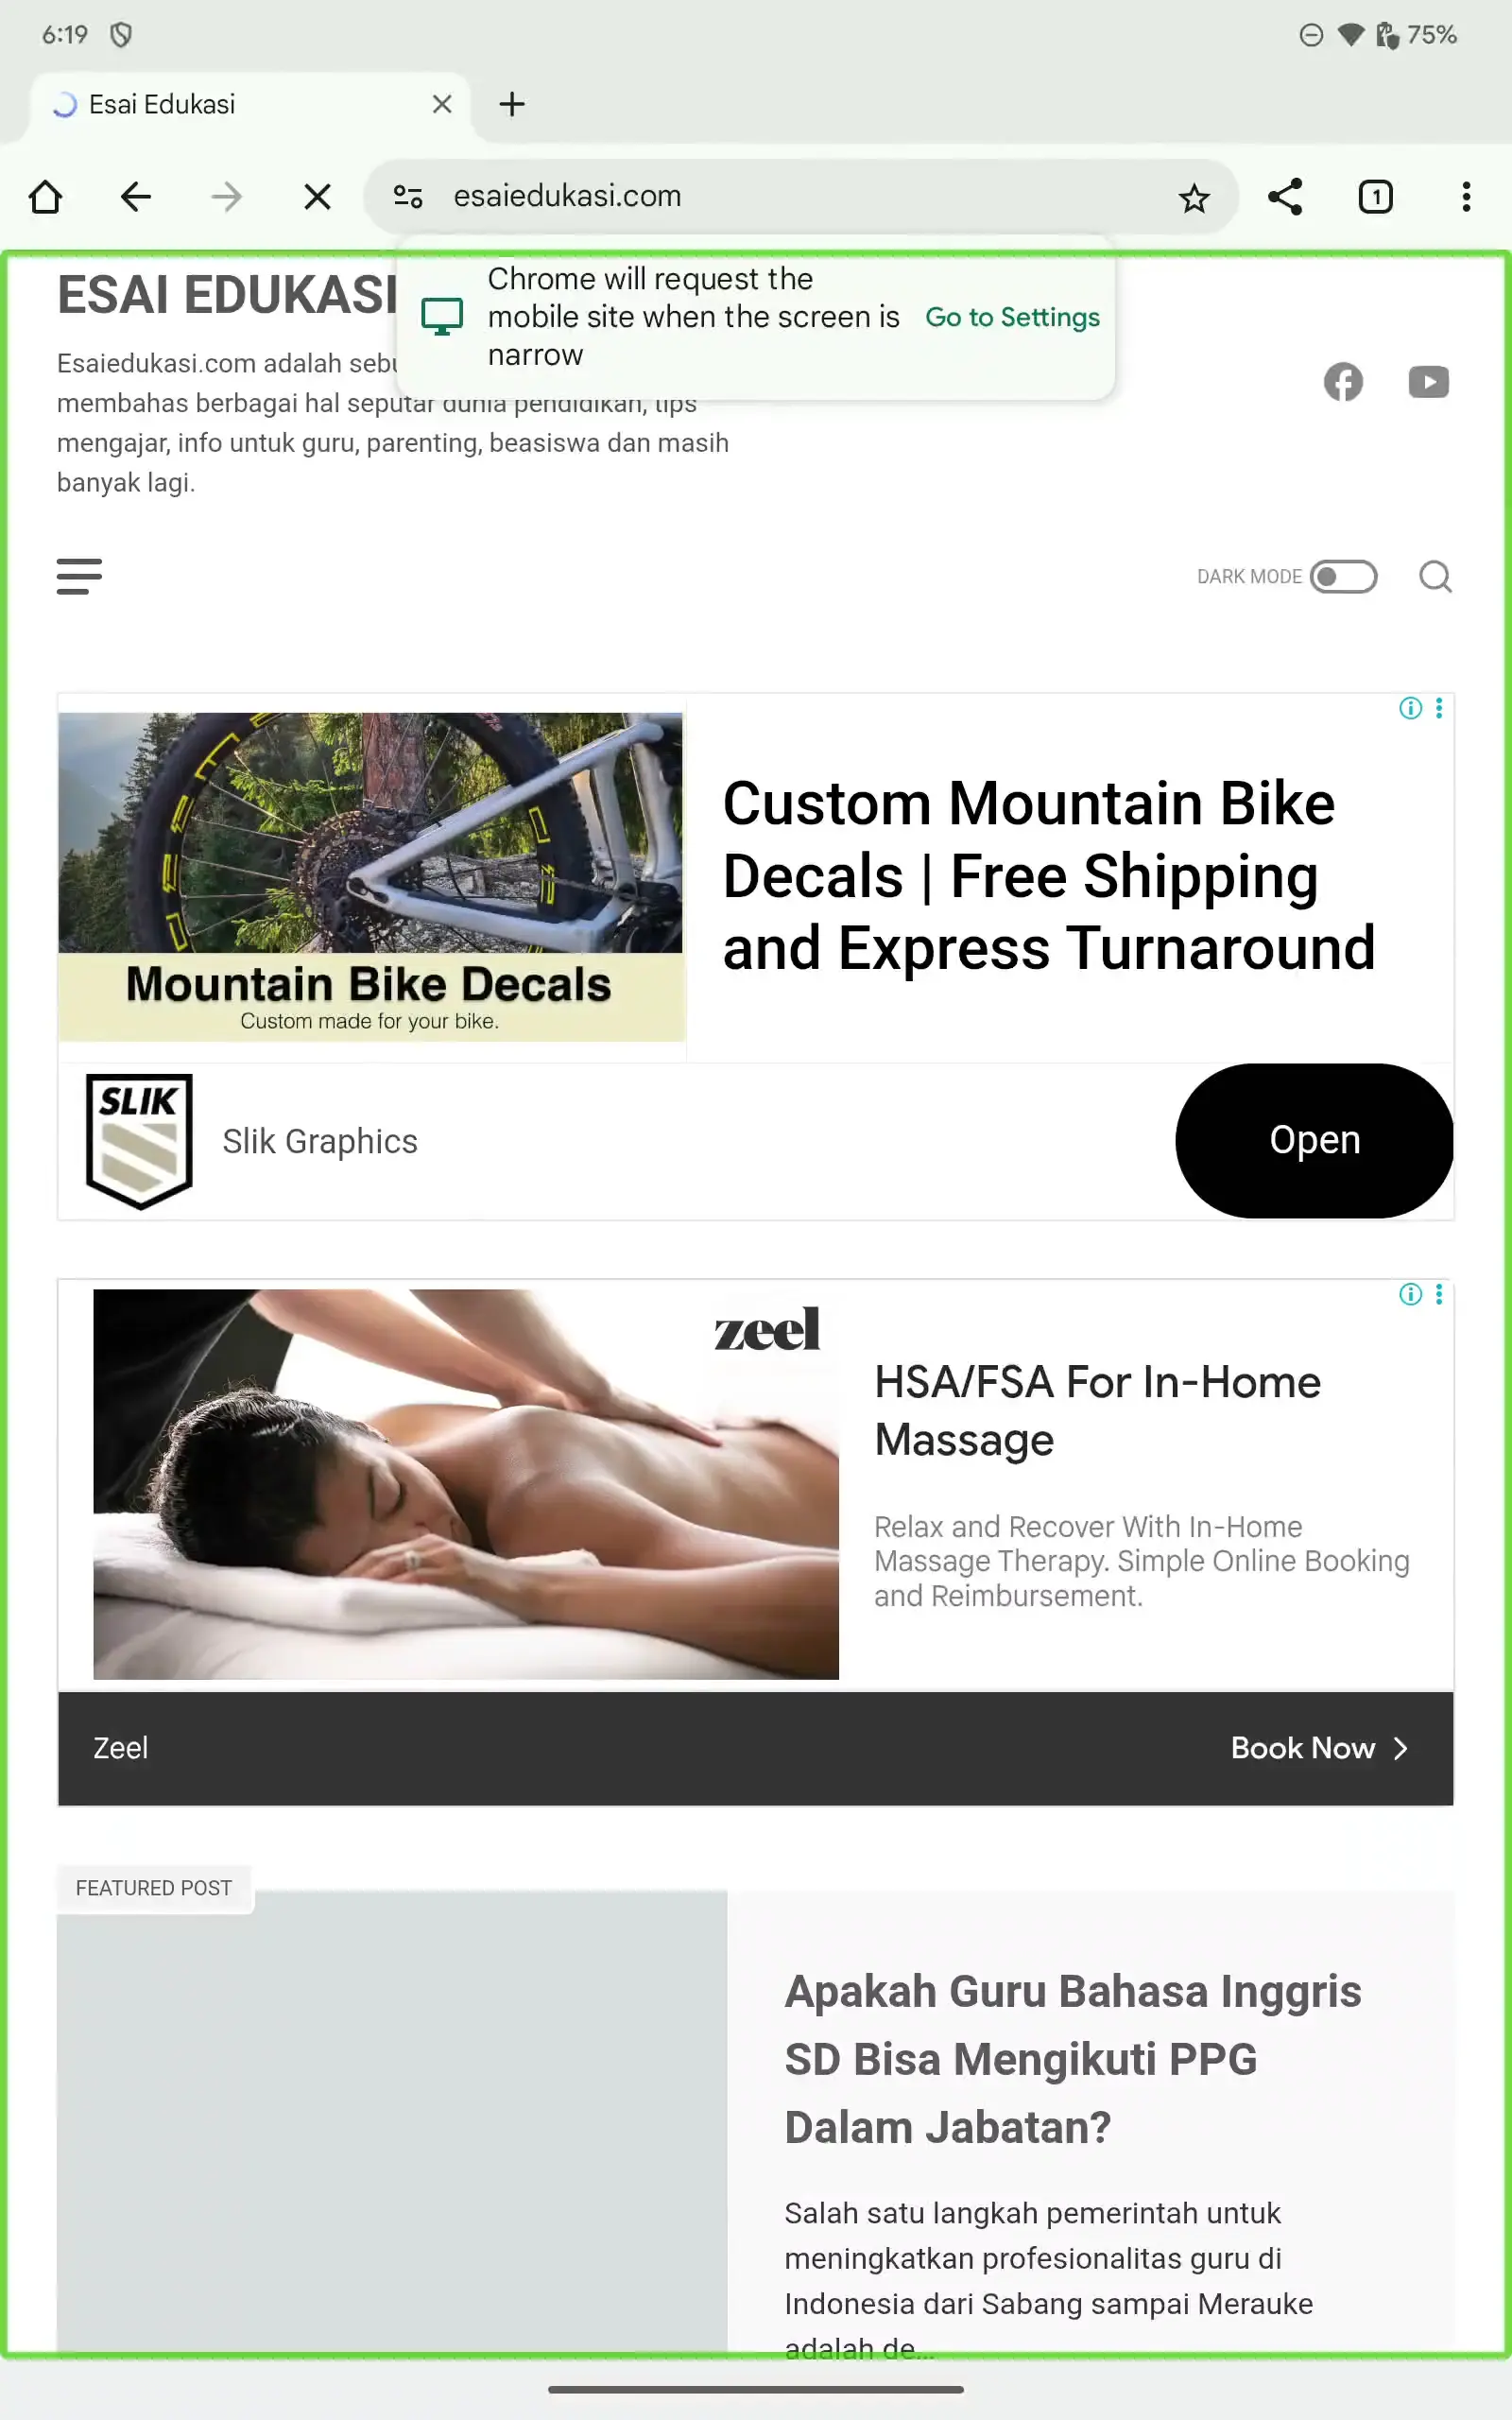 6:19
75%
Esai Edukasi
esaiedukasi.com
1
Chrome will request the
mobile site when the screen is
narrow
Go to Settings
ESAI EDUKASI
Esaiedukasi.com adalah
membahas berbagai hal seputar dunia pendidikan, tips
mengajar, info untuk guru, parenting, beasiswa dan masih
banyak lagi.
DARK MODE
Mountain Bike Decals
Custom made for your bike.
Custom Mountain Bike
Decals | Free Shipping
and Express Turnaround
SLIK
Slik Graphics
Open
zeel
HSA/FSA For In-Home
Massage
Relax and Recover With In-Home
Massage Therapy. Simple Online Booking
and Reimbursement.
Zeel
Book Now
FEATURED POST
Apakah Guru Bahasa Inggris
SD Bisa Mengikuti PPG
Dalam Jabatan?
Salah satu langkah pemerintah untuk
meningkatkan profesionalitas guru di
Indonesia dari Sabang sampai Merauke
adalah de...